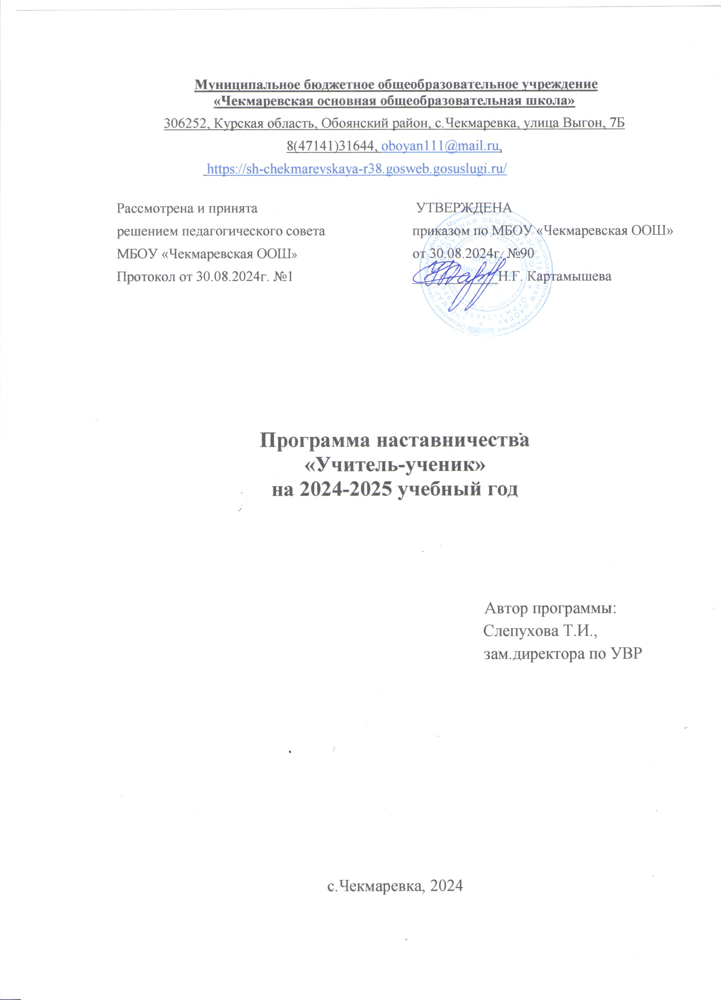 Муниципальное бюджетное общеобразовательное учреждение
«Чекмаревская основная общеобразовательная школа»
306252, Курская область, Обоянский район, с.Чекмаревка, улица Выгон, 7Б
8(47141)31644, oboyan111@mail.ru,
https://sh-chekmarevskaya-r38.gosweb.gosuslugi.ru/
Рассмотрена и принята
решением педагогического совета
МБОУ «Чекмаревская ООШ»
Протокол от 30.08.2024г. №1
УТВЕРЖДЕНА
приказом по МБОУ «Чекмаревская ООШ»
от 30.08.2024г. №90
Н.Г. Картамышева
Программа наставничества
«Учитель-ученик»
на 2024-2025 учебный год
Автор программы:
Слепухова Т.И.,
зам.директора по УВР
с.Чекмаревка, 2024